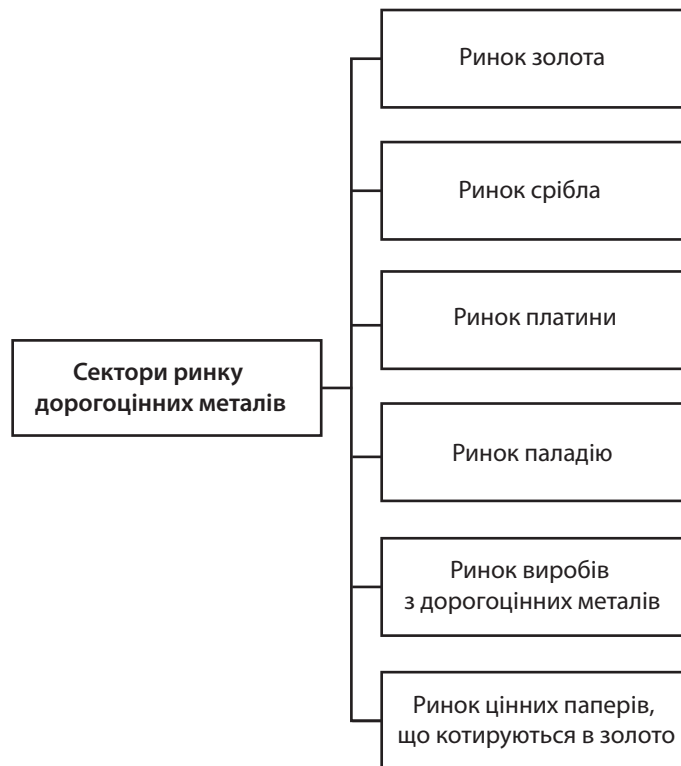 Ринок золота
Ринок срібла
Ринок платини
Сектори ринку
дорогоцінних металів
Ринок паладію
Ринок виробів
з дорогоцінних металів
Ринок цінних паперів,
що котируються в золото